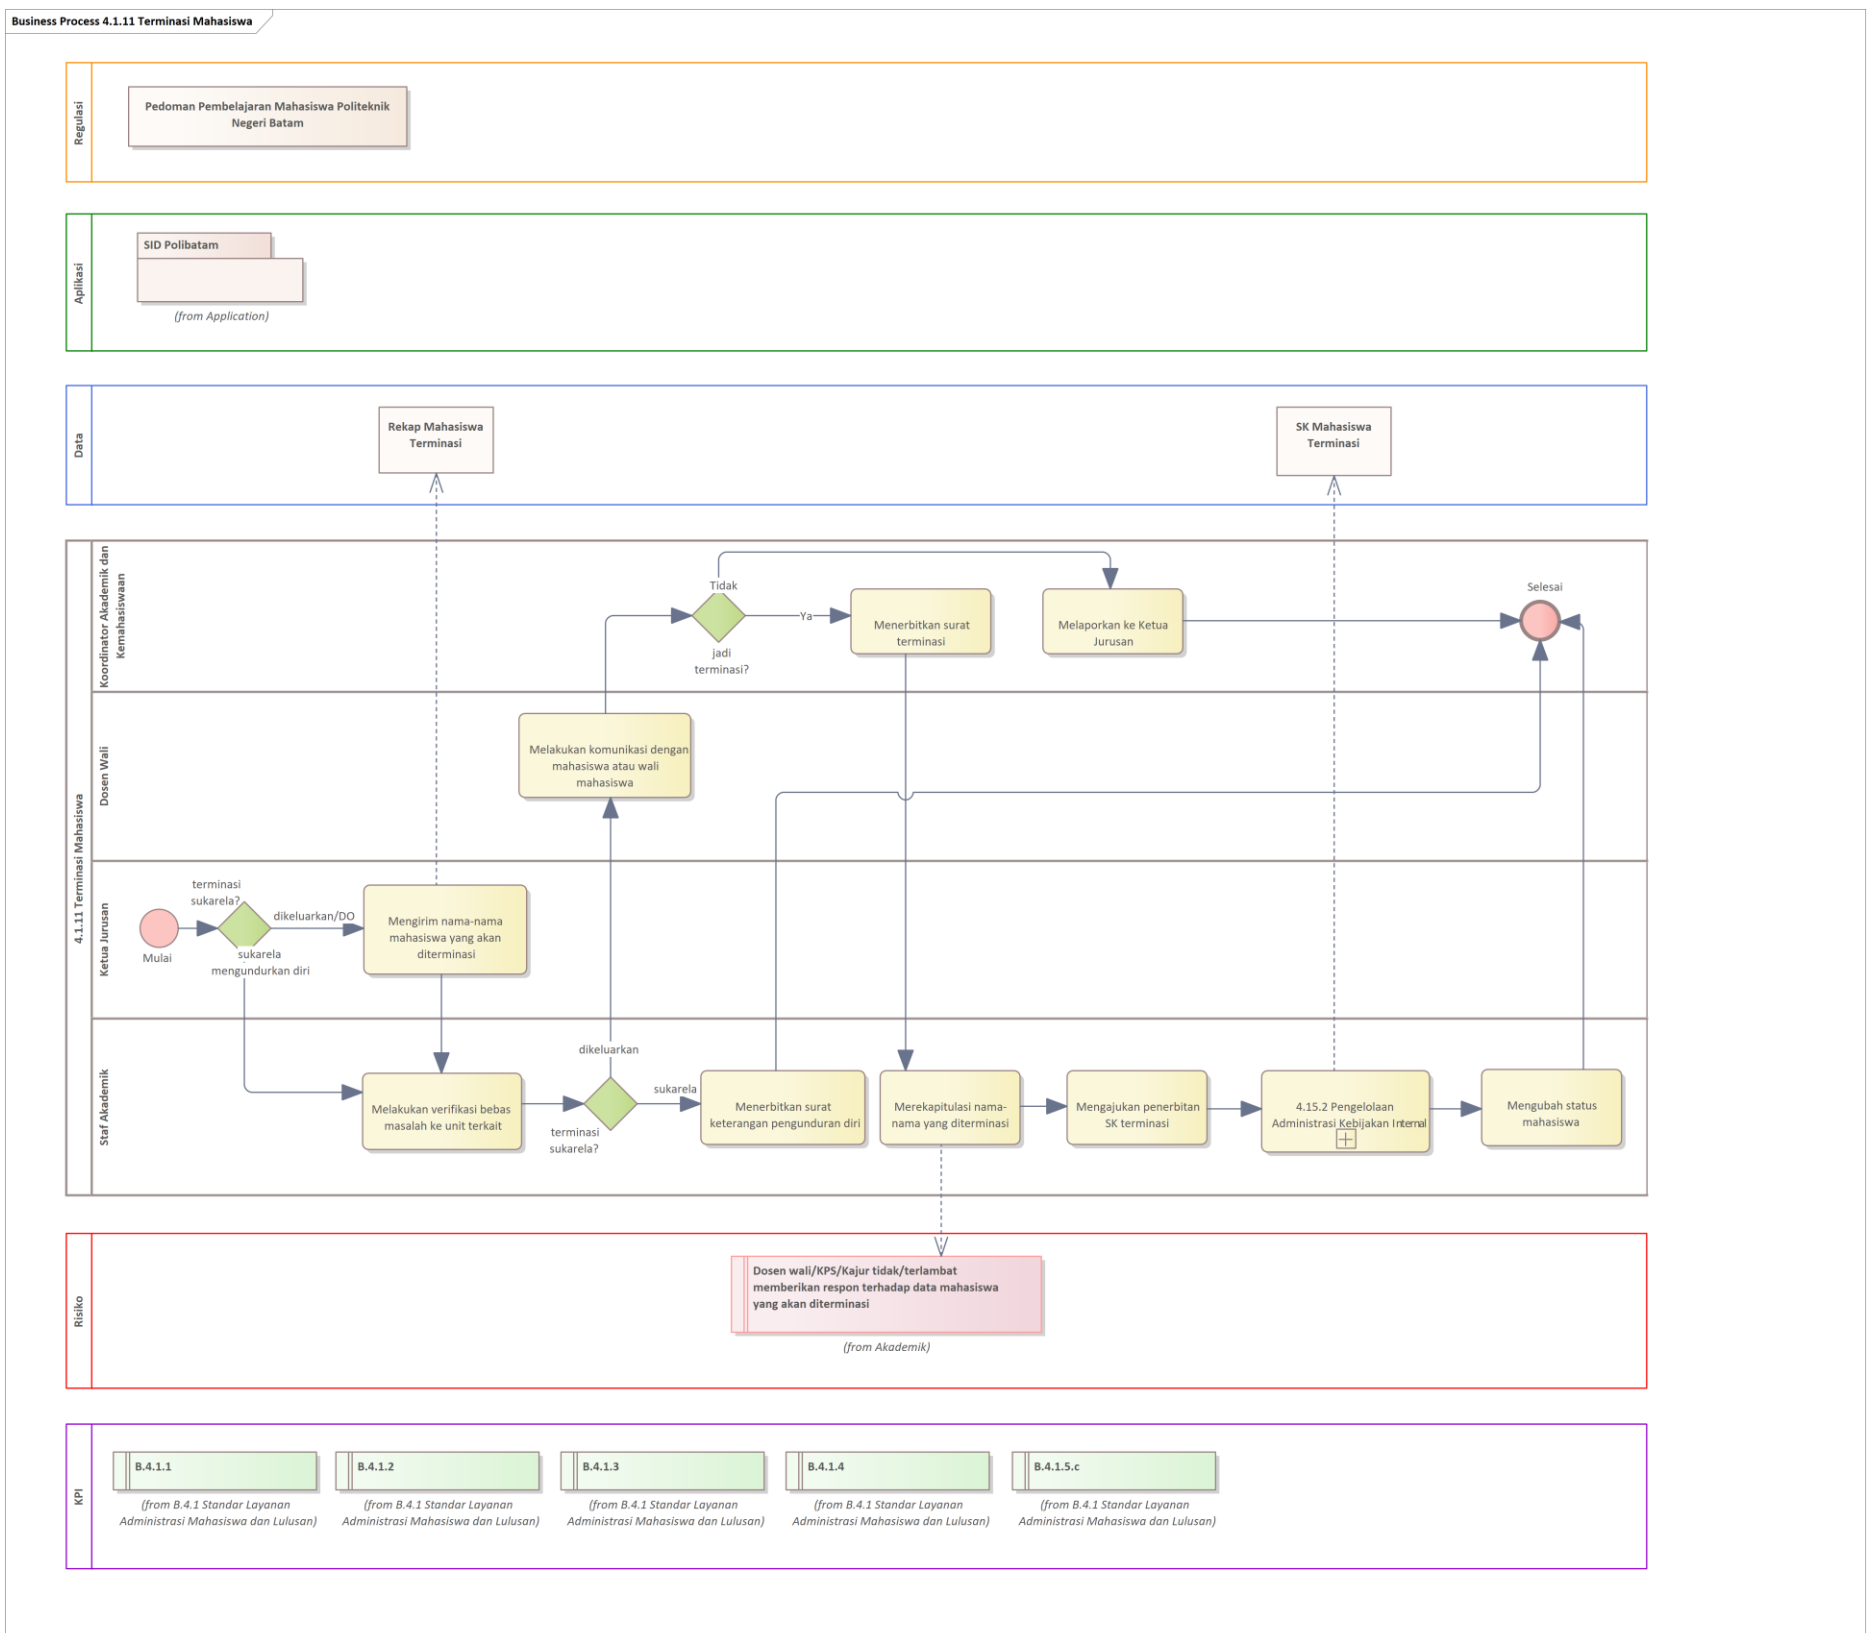 Business Process 4.1.11 Terminasi Mahasiswa
Regulasi
Pedoman Pembelajaran Mahasiswa Politeknik
Negeri Batam
Aplikasi
SID Polibatam
(from Application)
Data
Rekap Mahasiswa
Terminasi
SK Mahasiswa
Terminasi
4.1.11 Terminasi Mahasiswa
Koordinator Akademik dan
Kemahasiswaan
Tidak
jadi
terminasi?
Ya
Menerbitkan surat
terminasi
Melaporkan ke Ketua
Jurusan
Selesai
Dosen Wali
Melakukan komunikasi dengan
mahasiswa atau wali
mahasiswa
Ketua Jurusan
Mulai
terminasi
sukarela?
dikeluarkan/DO
sukarela
mengundurkan diri
Mengirim nama-nama
mahasiswa yang akan
diterminasi
Staf Akademik
Melakukan verifikasi bebas
masalah ke unit terkait
dikeluarkan
terminasi
sukarela?
sukarela
Menerbitkan surat
keterangan pengunduran diri
Merekapitulasi nama-
nama yang diterminasi
Mengajukan penerbitan
SK terminasi
4.15.2 Pengelolaan
Administrasi Kebijakan Internal
Mengubah status
mahasiswa
Risiko
Dosen wali/KPS/Kajur tidak/terlambat
memberikan respon terhadap data mahasiswa
yang akan diterminasi
(from Akademik)
KPI
B.4.1.1
(from B.4.1 Standar Layanan
Administrasi Mahasiswa dan Lulusan)
B.4.1.2
(from B.4.1 Standar Layanan
Administrasi Mahasiswa dan Lulusan)
B.4.1.3
(from B.4.1 Standar Layanan
Administrasi Mahasiswa dan Lulusan)
B.4.1.4
(from B.4.1 Standar Layanan
Administrasi Mahasiswa dan Lulusan)
B.4.1.5.c
(from B.4.1 Standar Layanan
Administrasi Mahasiswa dan Lulusan)